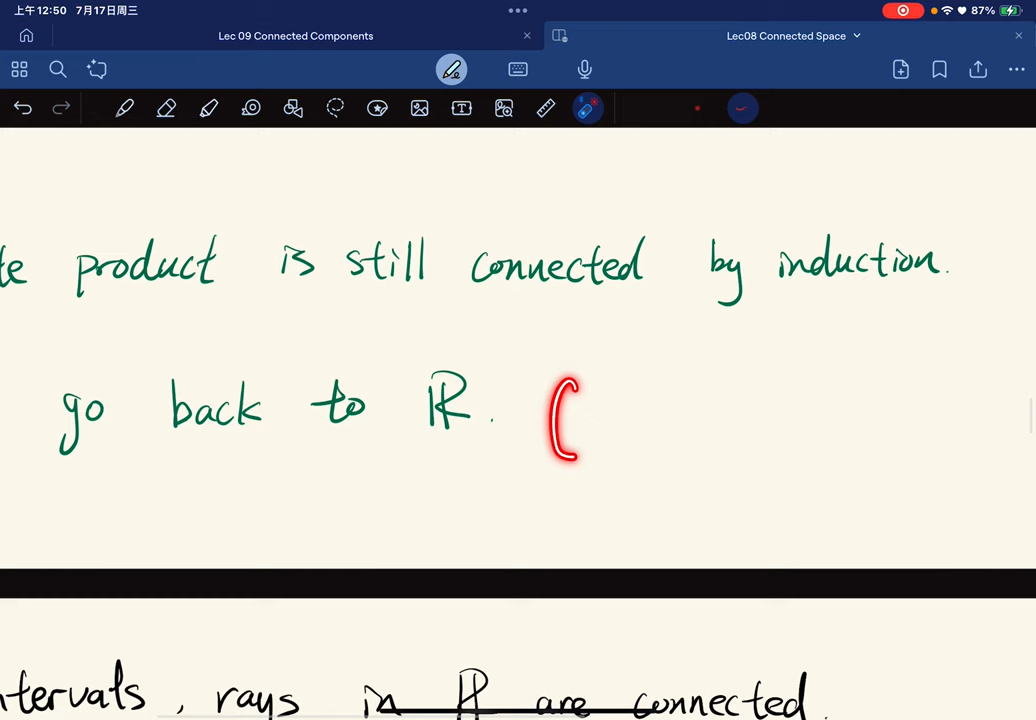 上午12:50 7月17日周三
87%
Lec 09 Connected Components
Lec08 Connected Space
te product is still connected by induction.
go back to ℝ. (
ntervals, rays in ℝ are connected.